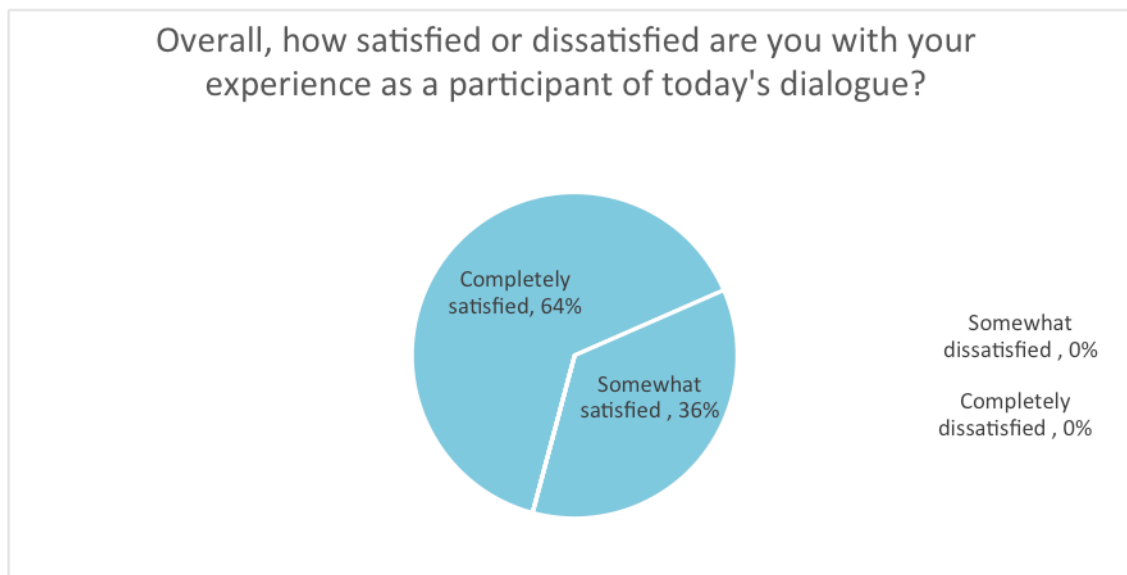 Overall, how satisfied or dissatisfied are you with your
experience as a participant of today's dialogue?
Completely
satisfied, 64%
Somewhat
satisfied , 36%
Somewhat
dissatisfied , 0%
Completely
dissatisfied , 0%